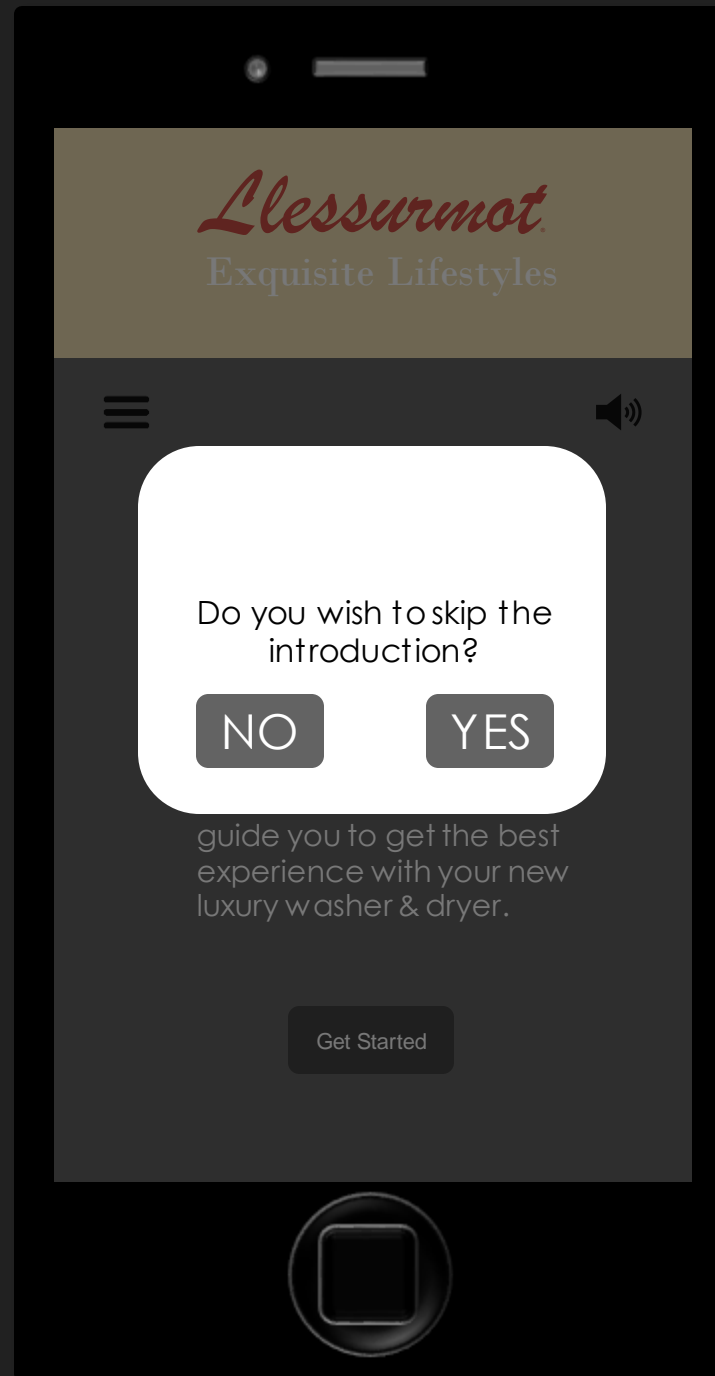 Llessurmot
Exquisite Lifestyles
Do you wish to skip the
introduction?
NO YES
guide you to get the best
experience with your new
luxury washer & dryer.
Get Started